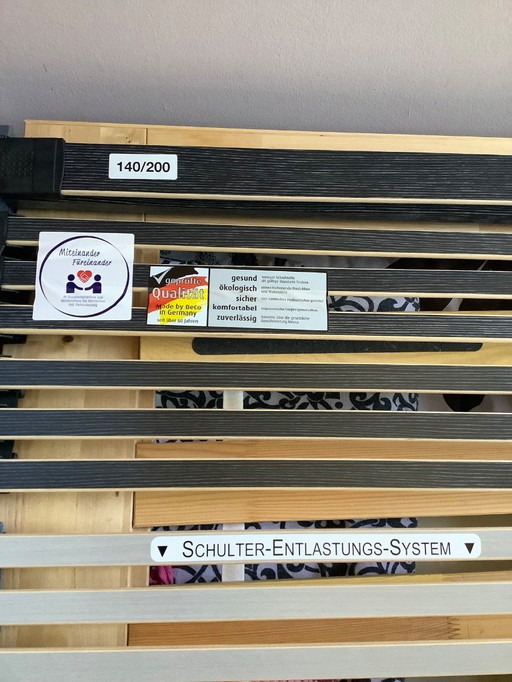 140/200
Miteinander
Füreinander
geprüfte
Qualität
Made by Beco
in Germany
seit über 60 Jahren
gesund
ökologisch
sicher
komfortabel
zuverlässig
SCHULTER-ENTLASTUNGS-SYSTEM